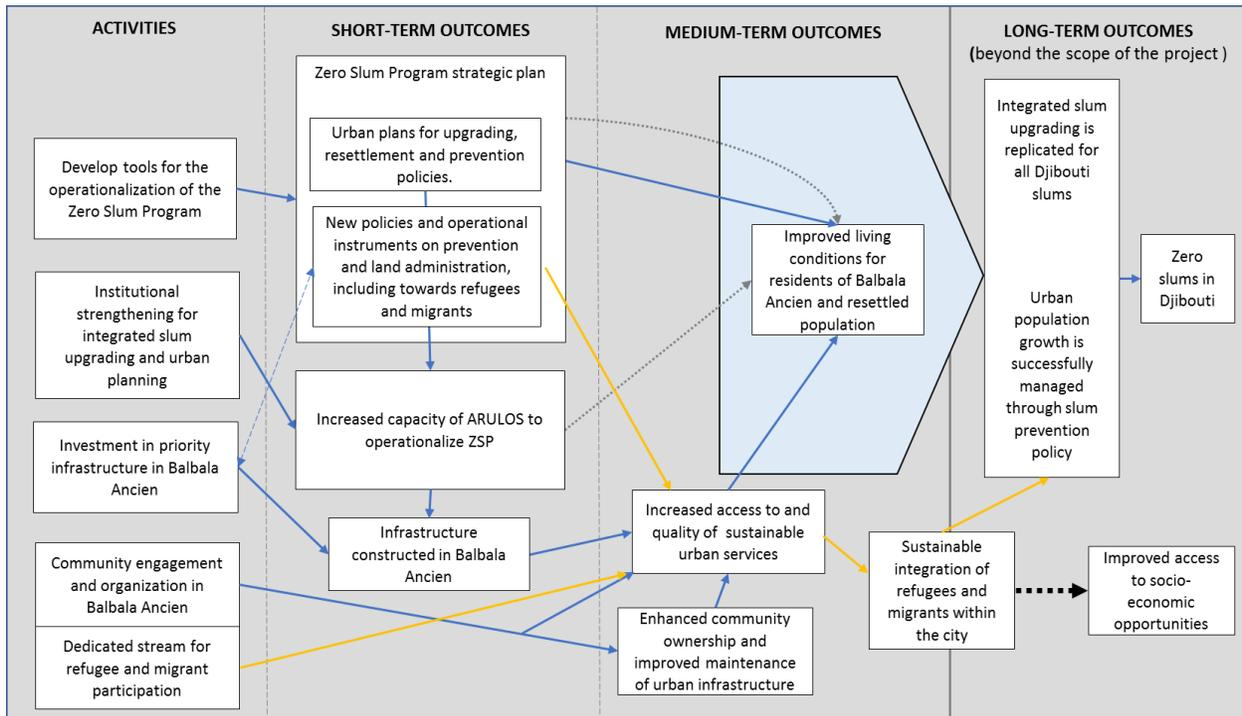 ACTIVITIES
SHORT-TERM OUTCOMES
MEDIUM-TERM OUTCOMES
LONG-TERM OUTCOMES
(beyond the scope of the project )
Develop tools for the
operationalization of the
Zero Slum Program
Institutional
strengthening for
integrated slum
upgrading and urban
planning
Investment in priority
infrastructure in Balbala
Ancien
Community engagement
and organization in
Balbala Ancien
Dedicated stream for
refugee and migrant
participation
Zero Slum Program strategic plan
Urban plans for upgrading,
resettlement and prevention
policies.
New policies and operational
instruments on prevention
and land administration,
including towards refugees
and migrants
Increased capacity of ARULOS to
operationalize ZSP
Infrastructure
constructed in Balbala
Ancien
Improved living
conditions for
residents of Balbala
Ancien and resettled
population
Increased access to and
quality of sustainable
urban services
Enhanced community
ownership and
improved maintenance
of urban infrastructure
Sustainable
integration of
refugees and
migrants within
the city
Integrated slum
upgrading is
replicated for
all Djibouti
slums
Urban
population
growth is
successfully
managed
through slum
prevention
policy
Zero
slums in
Djibouti
Improved access
to socio-
economic
opportunities